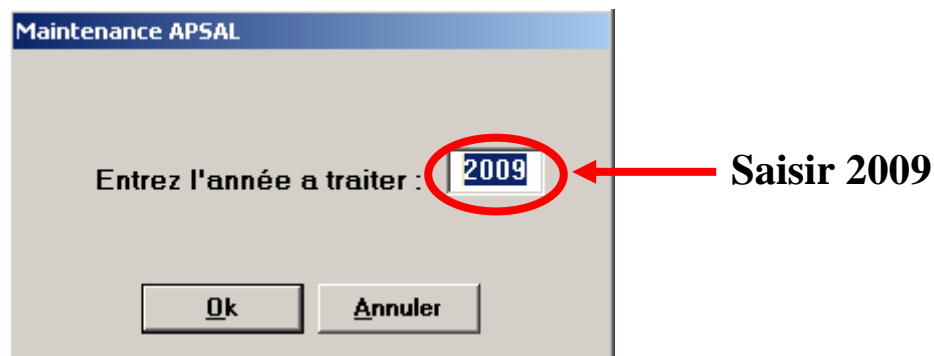 Maintenance APSAL
Entrez l'année a traiter : 2009
Saisir 2009
Ok Annuler